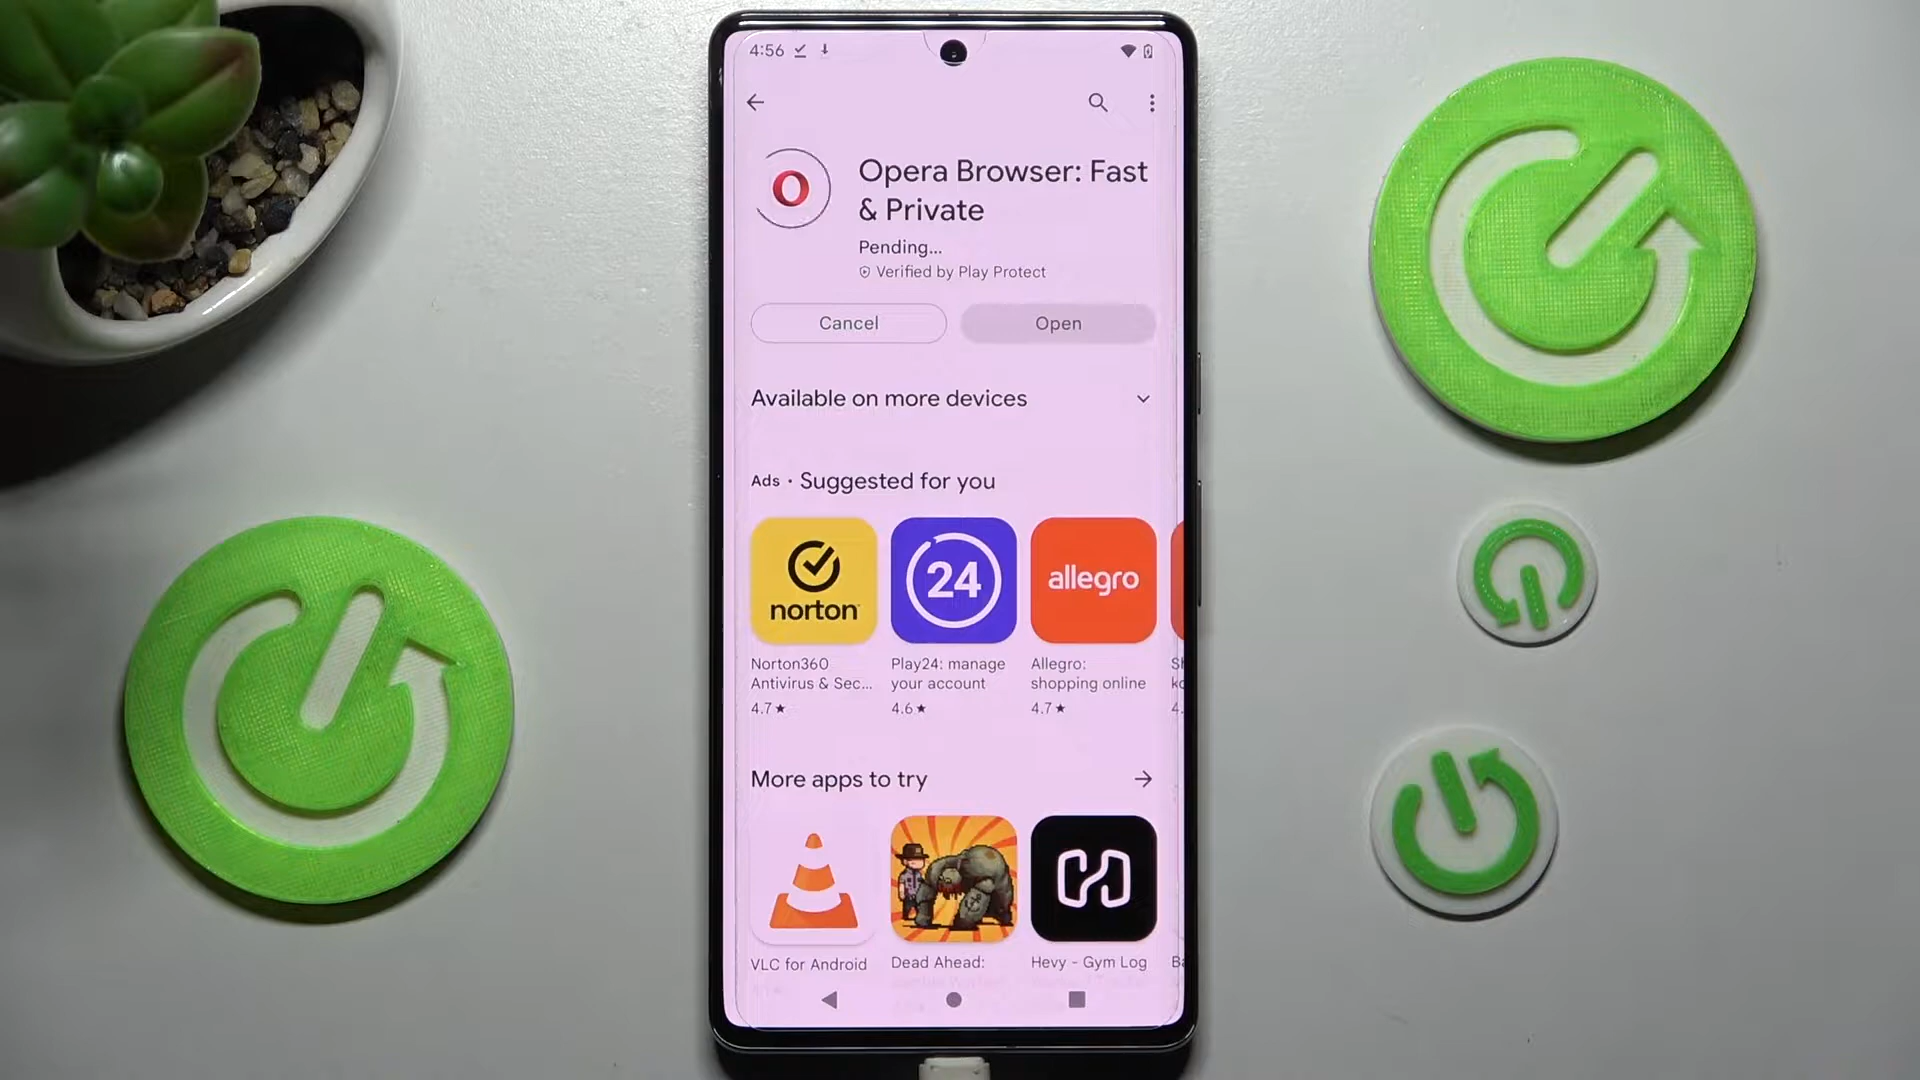 4:56
Opera Browser: Fast
& Private
Pending...
Verified by Play Protect
Cancel
Open
Available on more devices
Ads • Suggested for you
norton
24
allegro
Norton360
Antivirus & Sec...
4.7★
Play24: manage
your account
4.6★
Allegro:
shopping online
4.7★
4.
More apps to try
VLC for Android
Dead Ahead:
Hevy - Gym Log